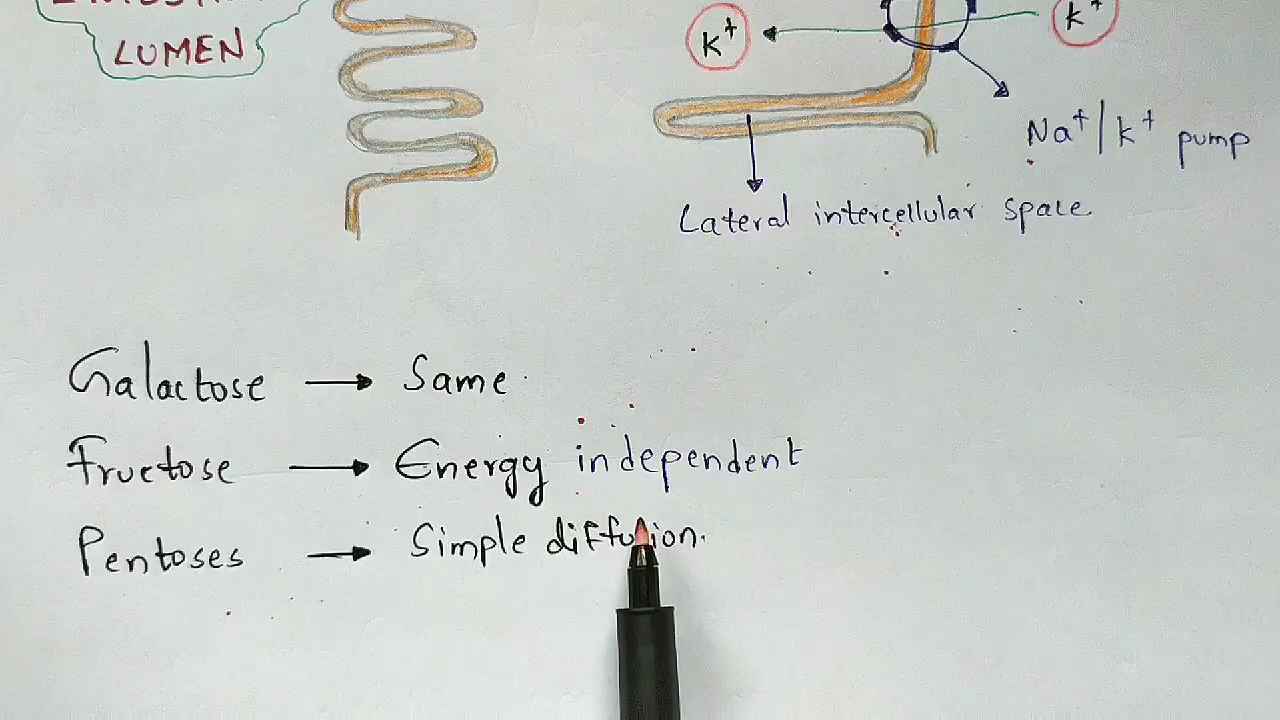 LUMEN
K+
K+
Na+/K+ pump
Lateral intercellular space
Galactose → Same
Fructose → Energy independent
Pentoses → Simple diffusion.